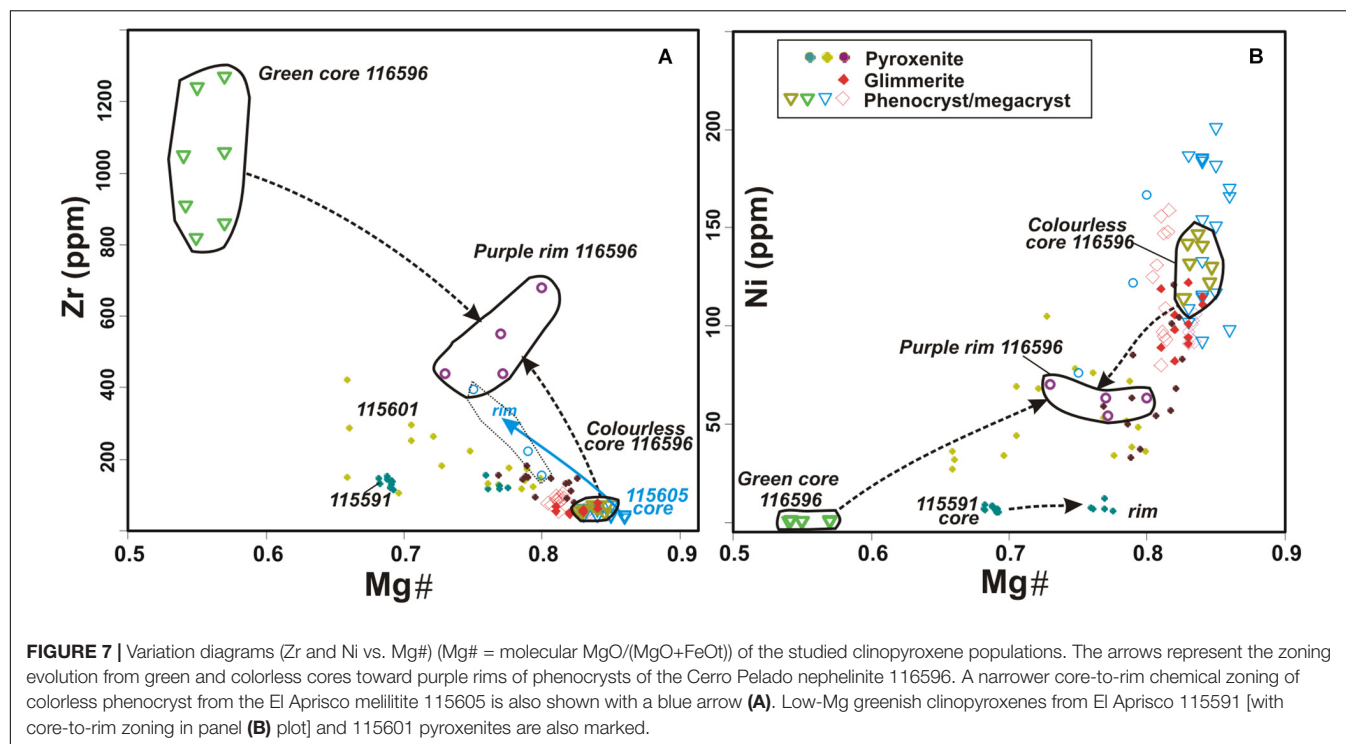 A
Green core 116596
Purple rim 116596
115601
115591
rim
Colourless
core 116596
115605
core
Zr (ppm)
200
400
600
800
1000
1200
0.5
0.6
0.7
0.8
0.9
Mg#
B
Pyroxenite
Glimmerite
Phenocryst/megacryst
Colourless
core 116596
Purple rim 116596
Green core
116596
115591
core
rim
Ni (ppm)
0
50
100
150
200
0.5
0.6
0.7
0.8
0.9
Mg#
FIGURE 7 | Variation diagrams (Zr and Ni vs. Mg#) (Mg# = molecular MgO/(MgO+FeOt)) of the studied clinopyroxene populations. The arrows represent the zoning
evolution from green and colorless cores toward purple rims of phenocrysts of the Cerro Pelado nephelinite 116596. A narrower core-to-rim chemical zoning of
colorless phenocryst from the El Aprisco melilitite 115605 is also shown with a blue arrow (A). Low-Mg greenish clinopyroxenes from El Aprisco 115591 [with
core-to-rim zoning in panel (B) plot] and 115601 pyroxenites are also marked.